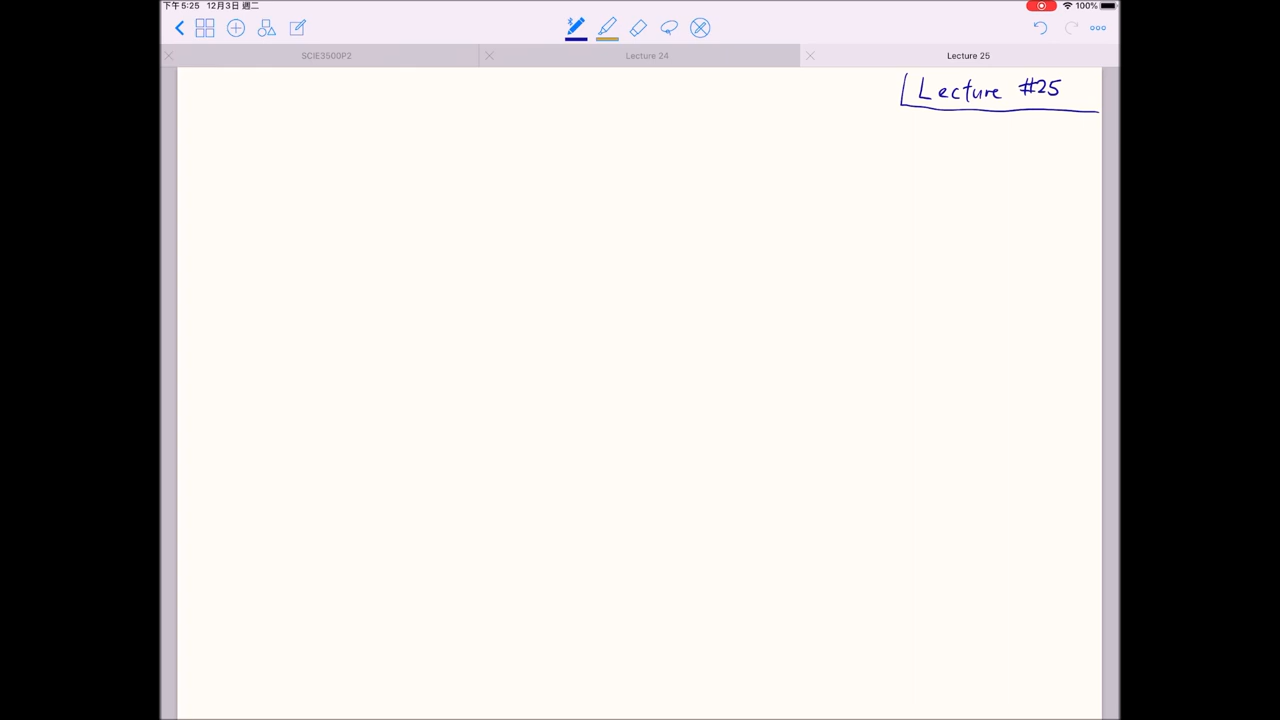 下午5:25 12月3日 週二 100%
SCIE3500P2 Lecture 24 Lecture 25
Lecture #25